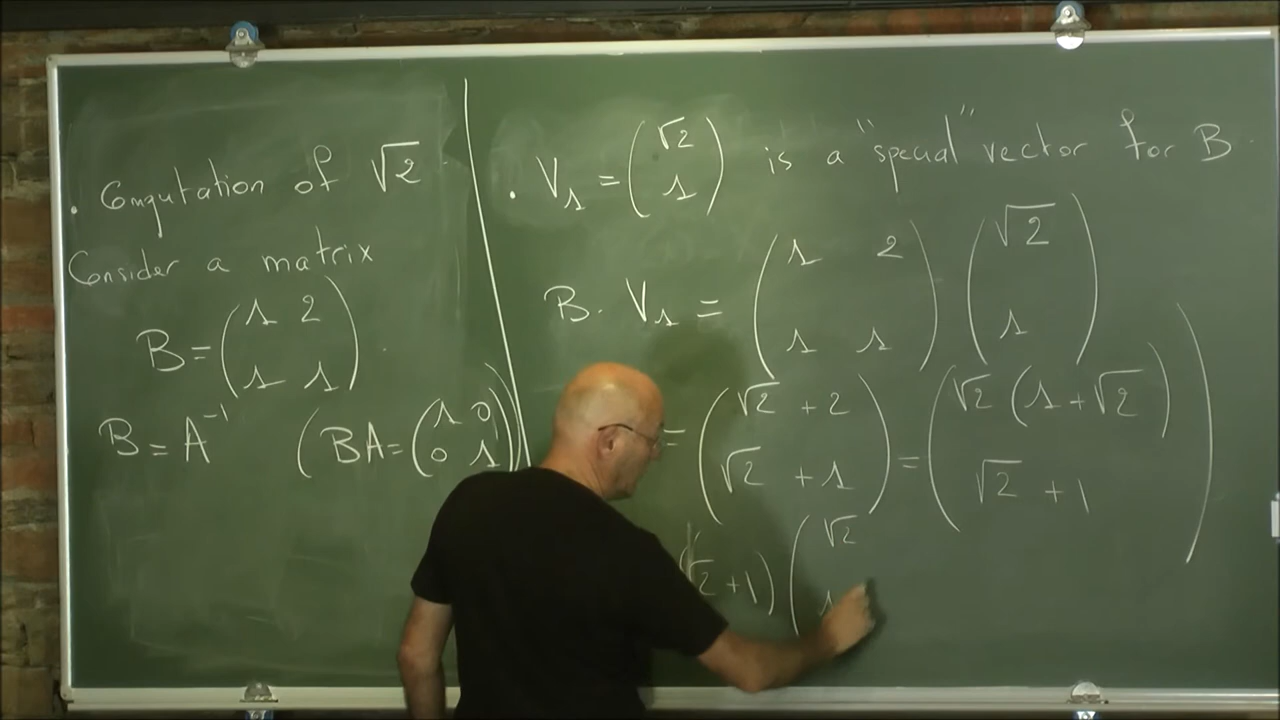 . Computation of √2.
Consider a matrix
B = (1 2
1 1)
B = A⁻¹ (BA = (1 0
0 1))
. V₁ = (√2
1) is a "special" vector for B.
B. V₁ = (1 2
1 1) (√2
1)
= (√2 + 2
√2 + 1) = (√2 (1 + √2)
√2 + 1)
(√2 + 1) (√2
1